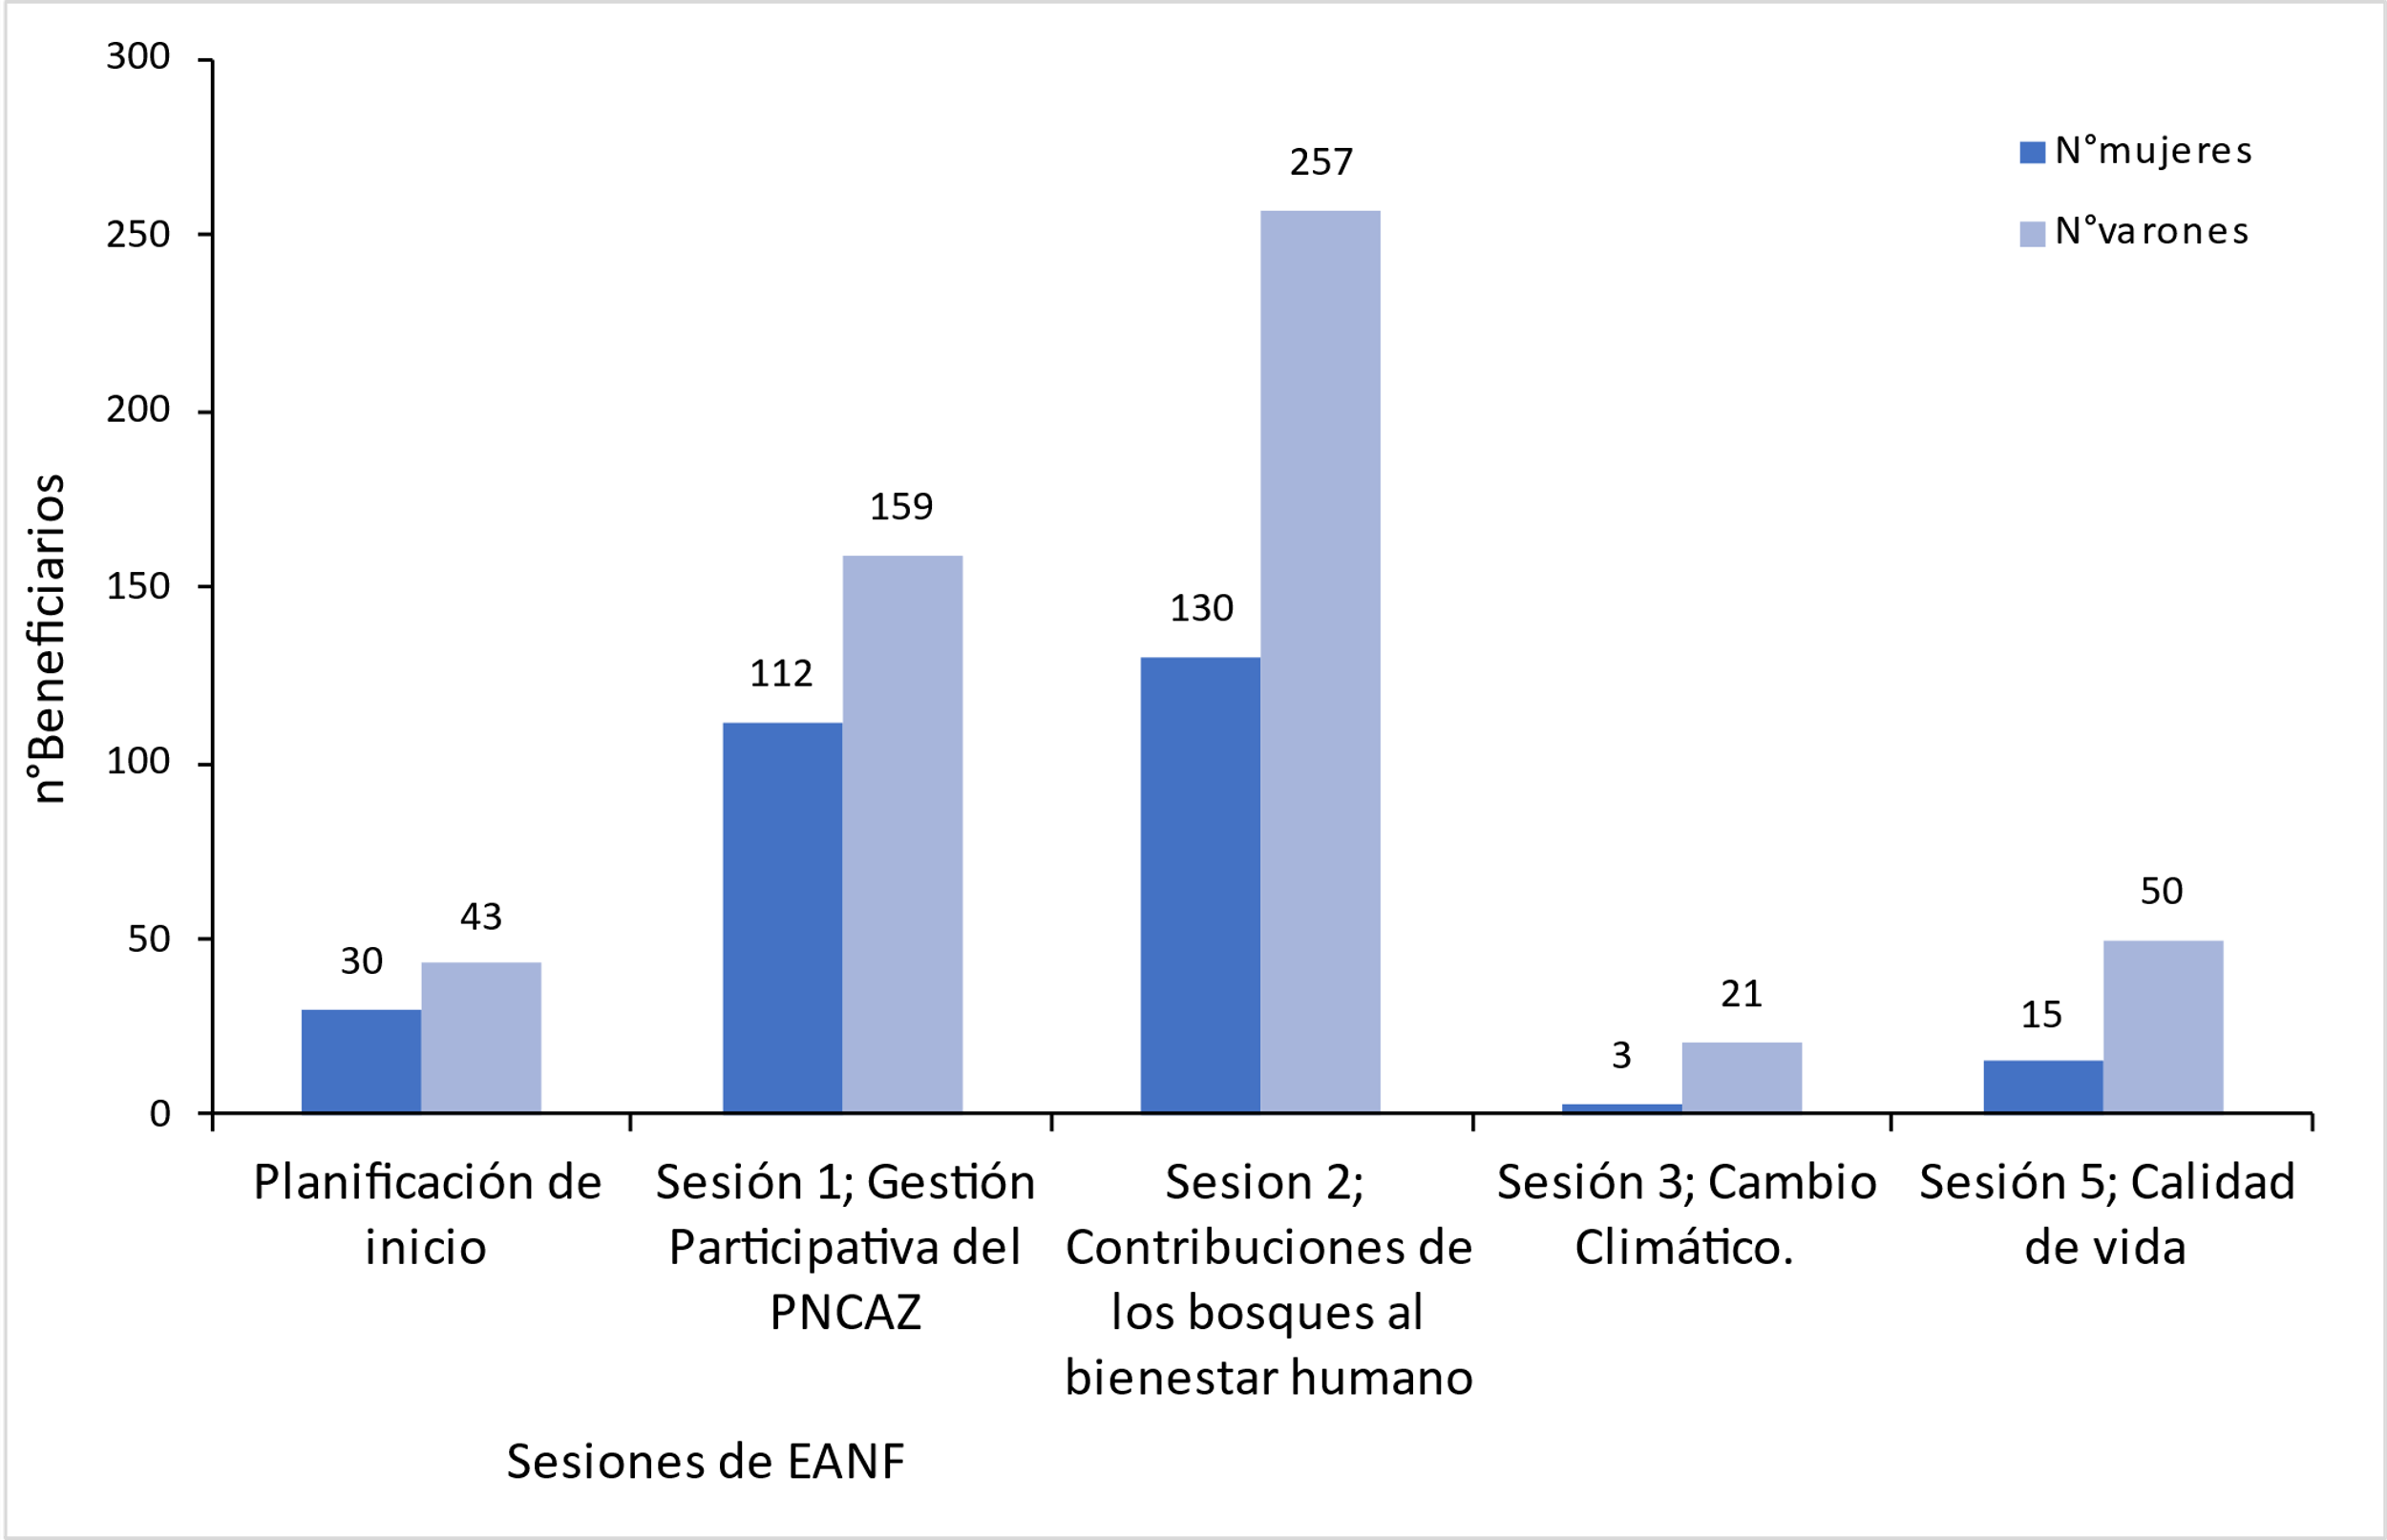 300
250
200
150
100
50
0
n°Beneficiarios
N°mujeres
N°varones
30
43
112
159
130
257
3
21
15
50
Planificación de
inicio
Sesión 1; Gestión
Participativa del
PNCAZ
Sesion 2;
Contribuciones de
los bosques al
bienestar humano
Sesión 3; Cambio
Climático.
Sesión 5; Calidad
de vida
Sesiones de EANF